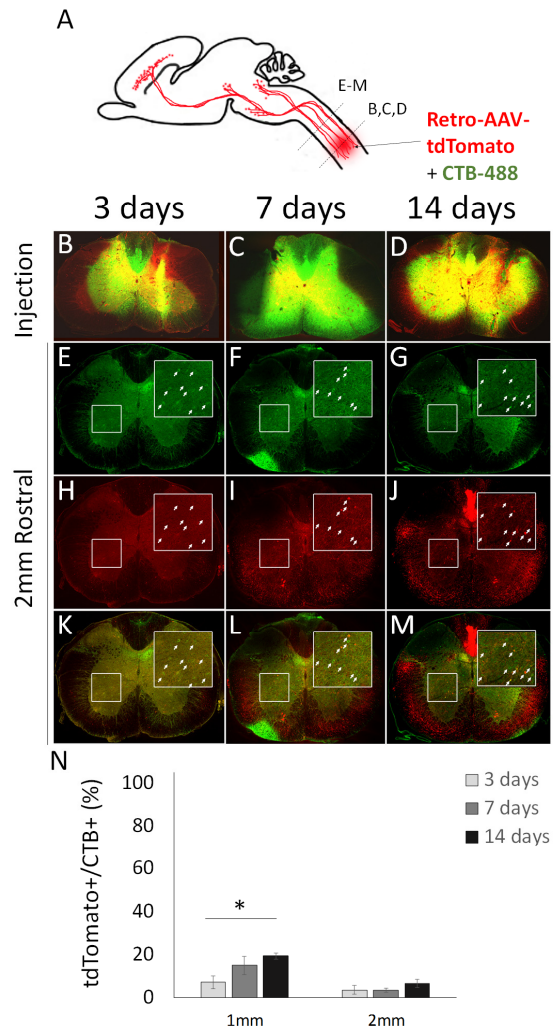 A
E-M
B,C,D
Retro-AAV-
tdTomato
+ CTB-488
3 days
7 days
14 days
Injection
B
C
D
2mm Rostral
E
F
G
H
I
J
K
L
M
N
tdTomato+/CTB+ (%)
100
80
60
40
20
0
*
3 days
7 days
14 days
1mm
2mm